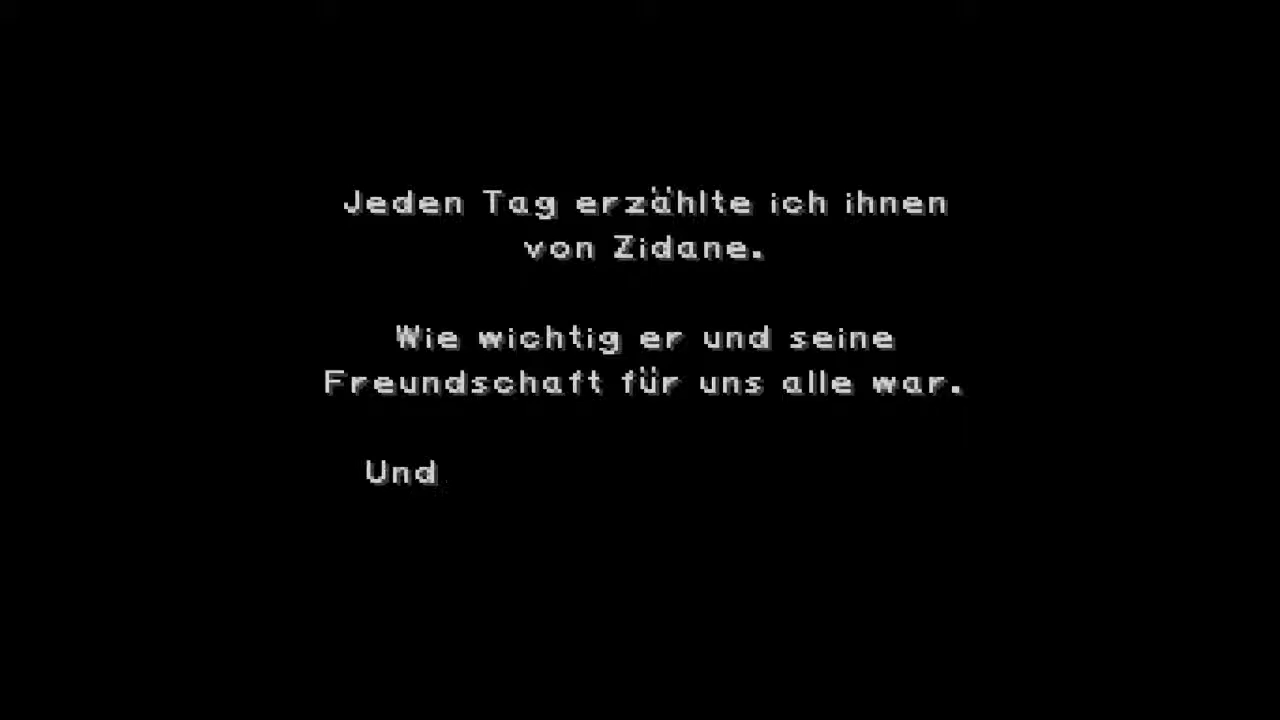 Jeden Tag erzählte ich ihnen
von Zidane.
Wie wichtig er und seine
Freundschaft für uns alle war.
Und